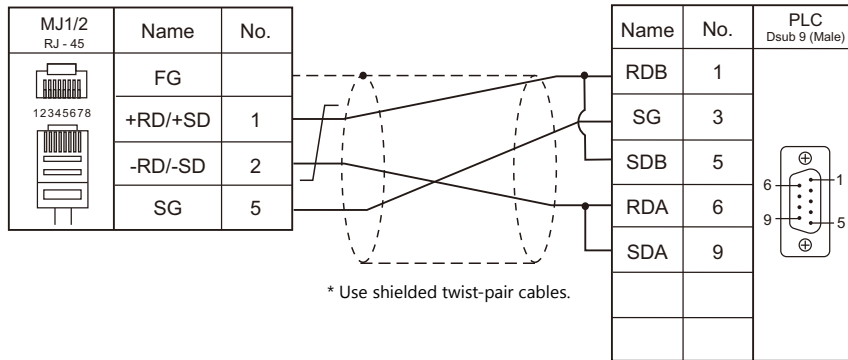 MJ1/2
RJ - 45
Name No.
FG
+RD/+SD 1
-RD/-SD 2
SG 5
12345678
Name No. PLC
Dsub 9 (Male)
RDB 1
SG 3
SDB 5
RDA 6
SDA 9
6 1
9 5
* Use shielded twist-pair cables.